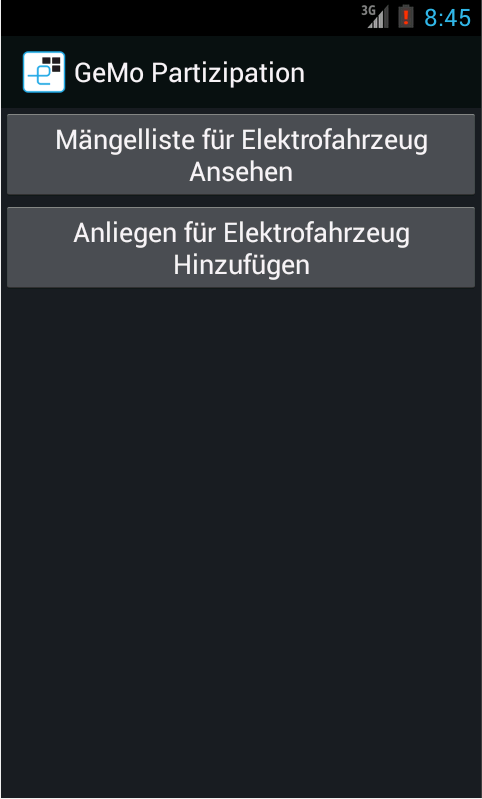 3G 8:45
GeMo Partizipation
Mängelliste für Elektrofahrzeug
Ansehen
Anliegen für Elektrofahrzeug
Hinzufügen